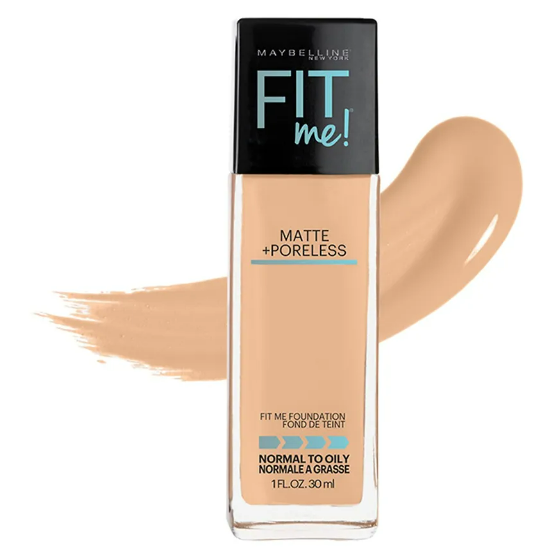 MAYBELLINE
NEW YORK
FIT
me!
MATTE
+PORELESS
FIT ME FOUNDATION
FOND DE TEINT
NORMAL TO OILY
NORMALE A GRASSE
1 FL.OZ. 30 ml